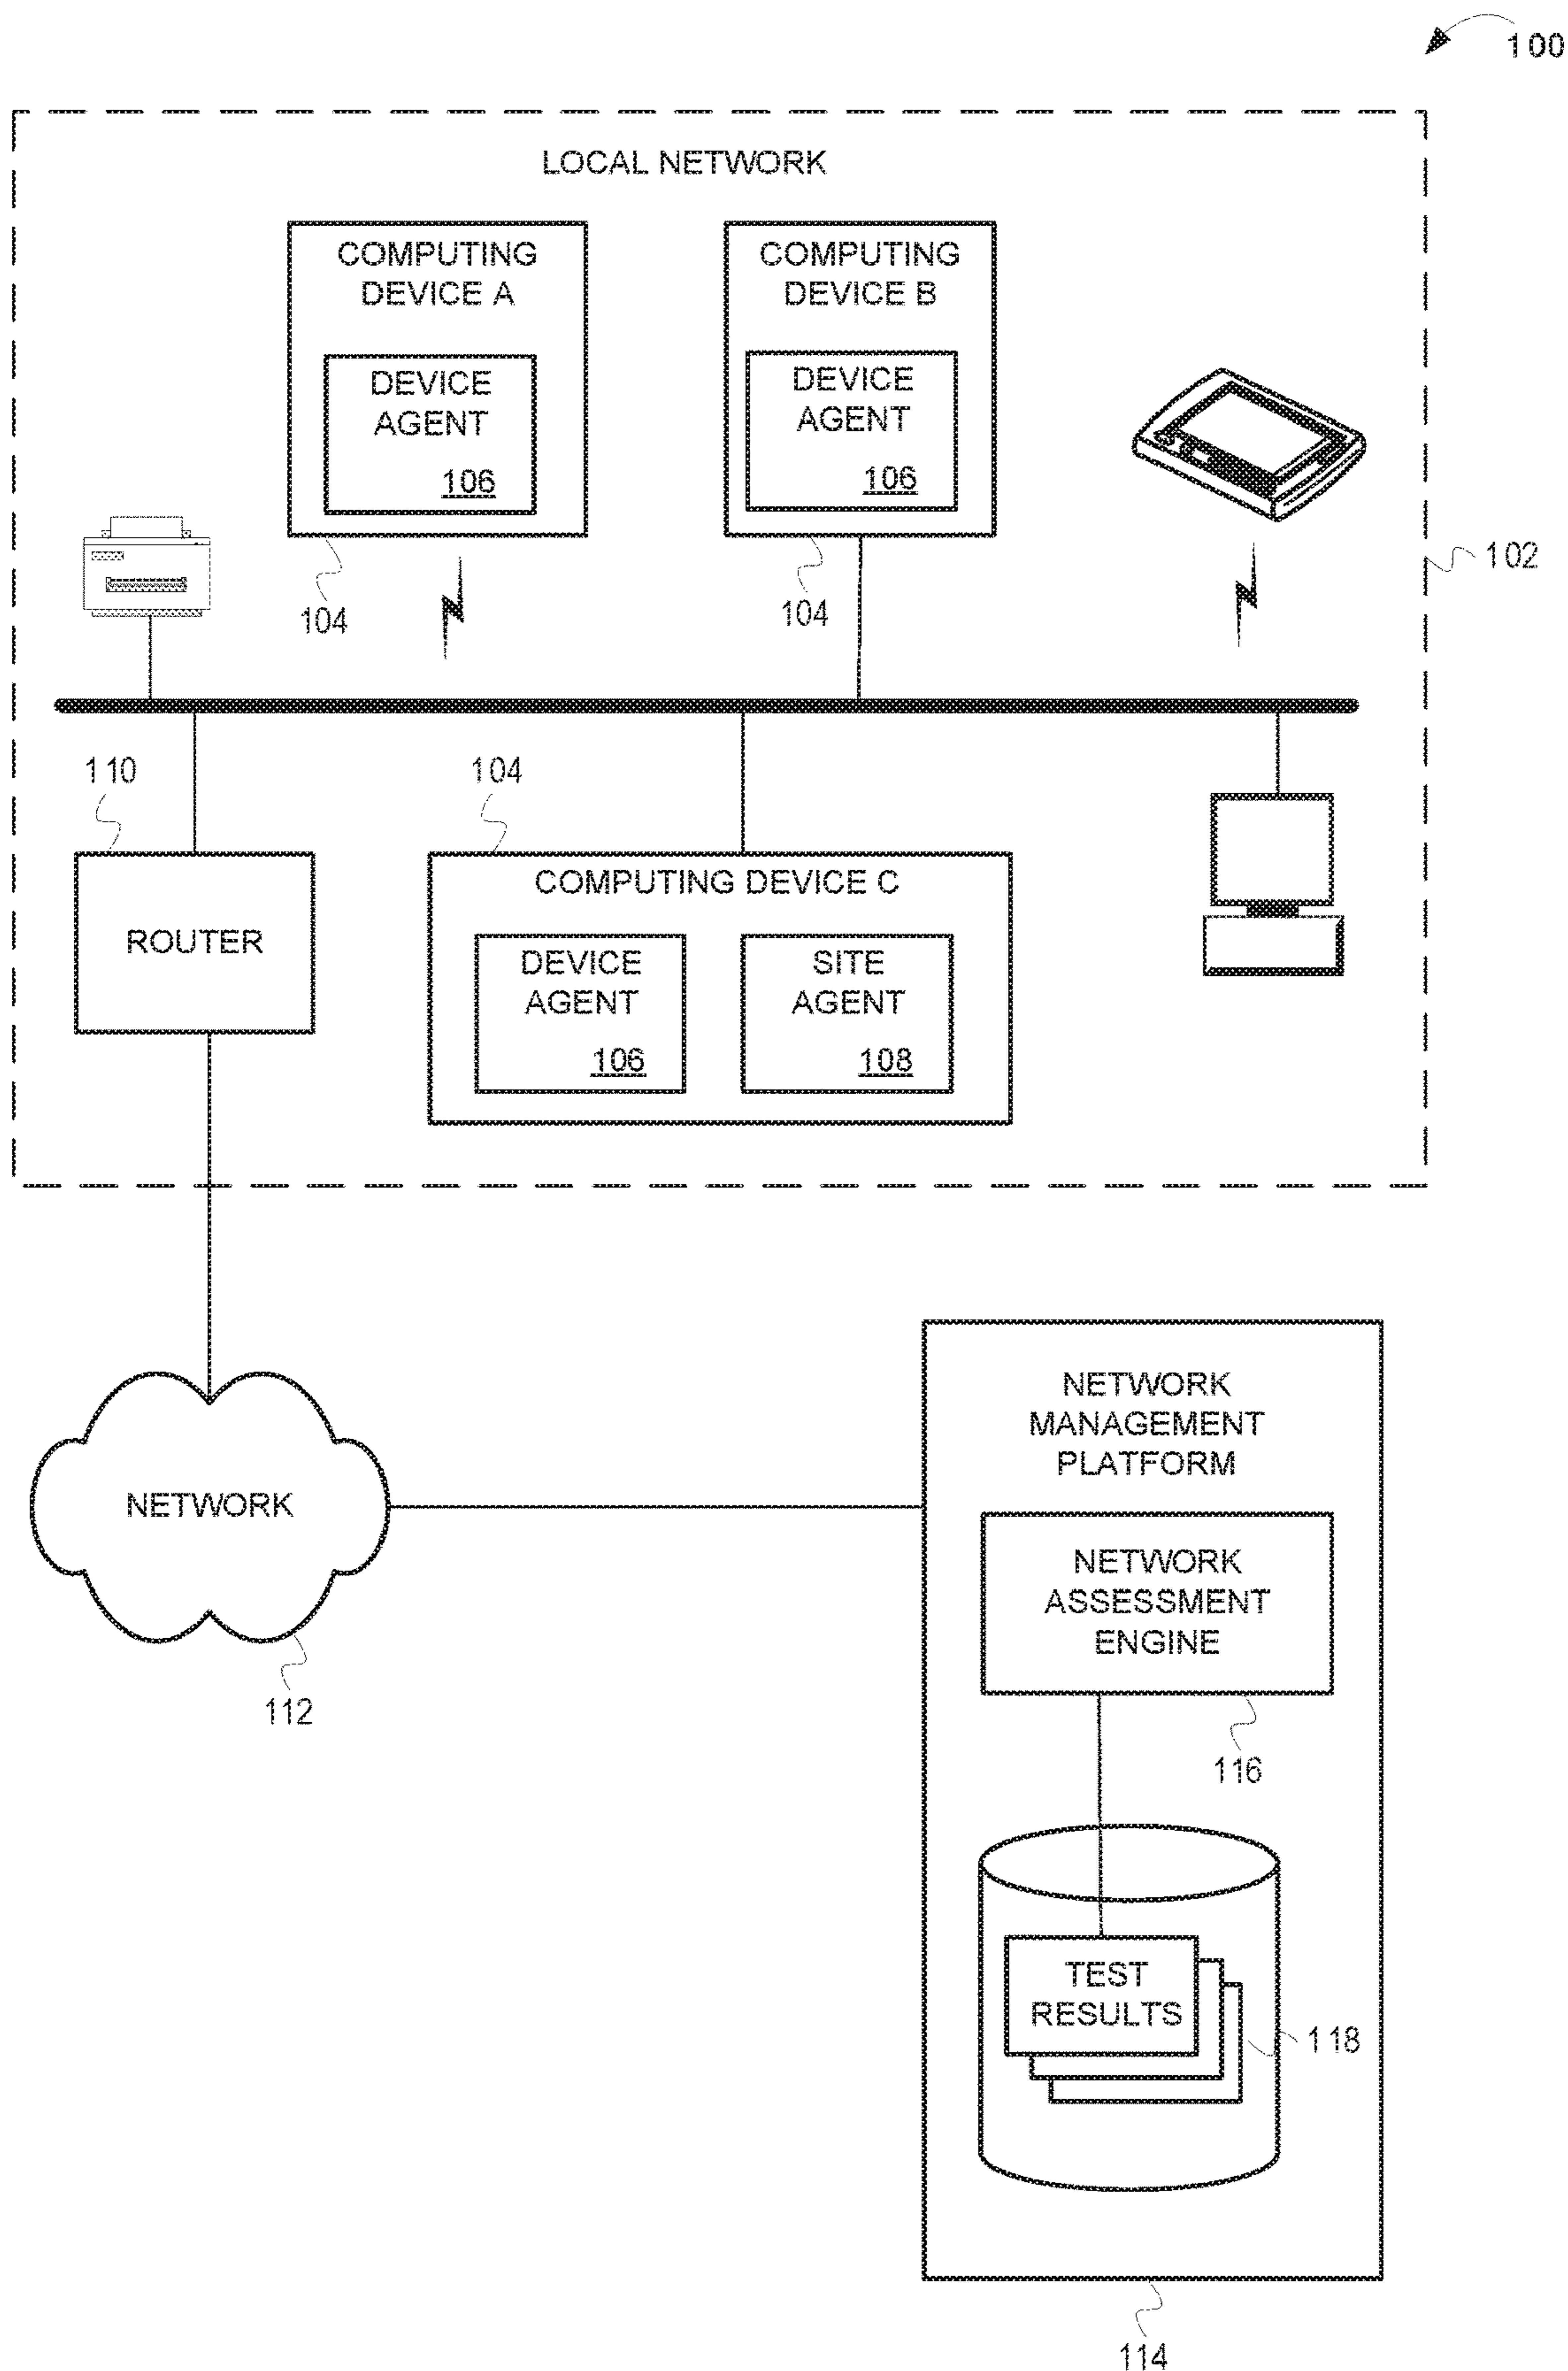 100
LOCAL NETWORK
COMPUTING
DEVICE A
DEVICE
AGENT
106
104
COMPUTING
DEVICE B
DEVICE
AGENT
106
104
102
110
ROUTER
104
COMPUTING DEVICE C
DEVICE
AGENT
106
SITE
AGENT
108
NETWORK
112
NETWORK
MANAGEMENT
PLATFORM
NETWORK
ASSESSMENT
ENGINE
116
TEST
RESULTS
118
114